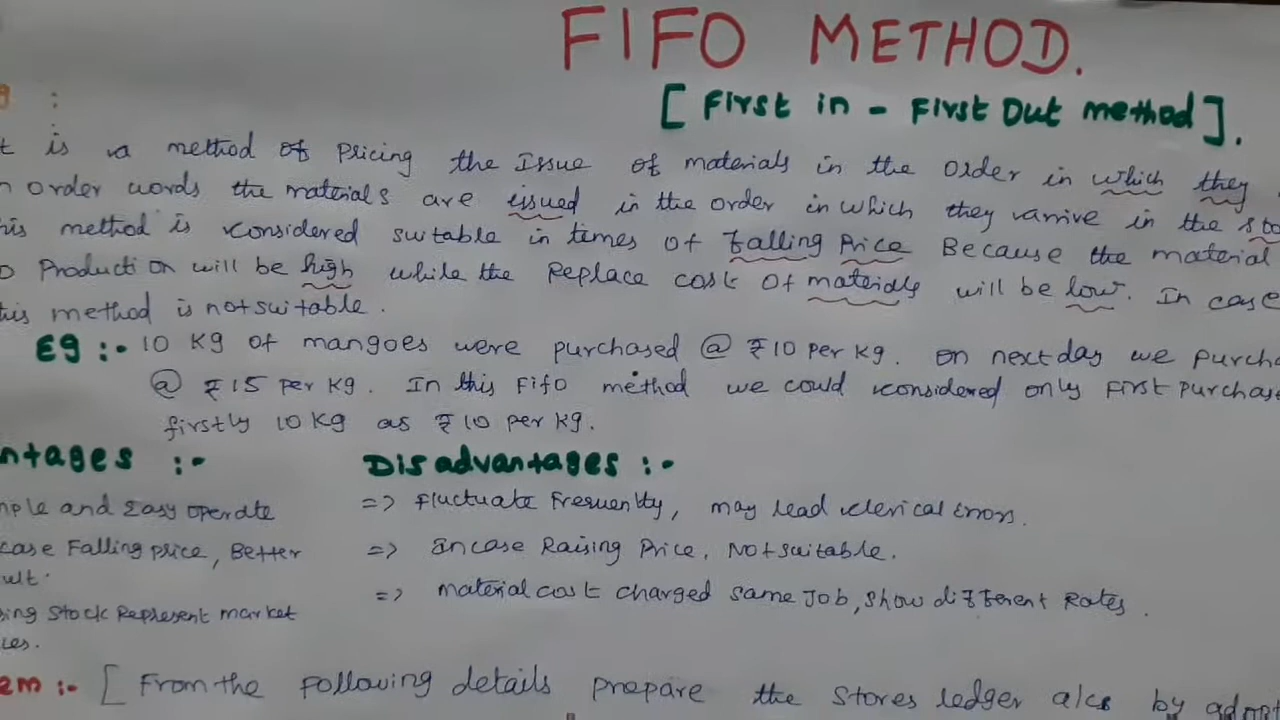 FIFO METHOD.
[ First in - First Out method ].
g :
t is a method of Pricing the Issue of materials in the Order in which they
n order words the materials are issued in the order in which they arrive in the sto
his method is considered suitable in times of falling Price Because the material
o Production will be high while the Replace cost Of materials will be low. In case
this method is not suitable.
Eg :- 10 Kg of mangoes were purchased @ ₹10 per kg. On next day we purcha
@ ₹15 per kg. In this Fifo method we could considered only First Purchase
firstly 10 Kg as ₹10 per kg.
ntages :- Disadvantages :-
mple and Easy operate => Fluctuate Frequently, may lead clerical Errors.
case Falling price, Better => Incase Raising Price, Not suitable.
ult.
sing Stock Represent market => material cost charged same Job, show different Rates.
ces.
em :- [ From the following details prepare the Stores ledger a/cs by adopt